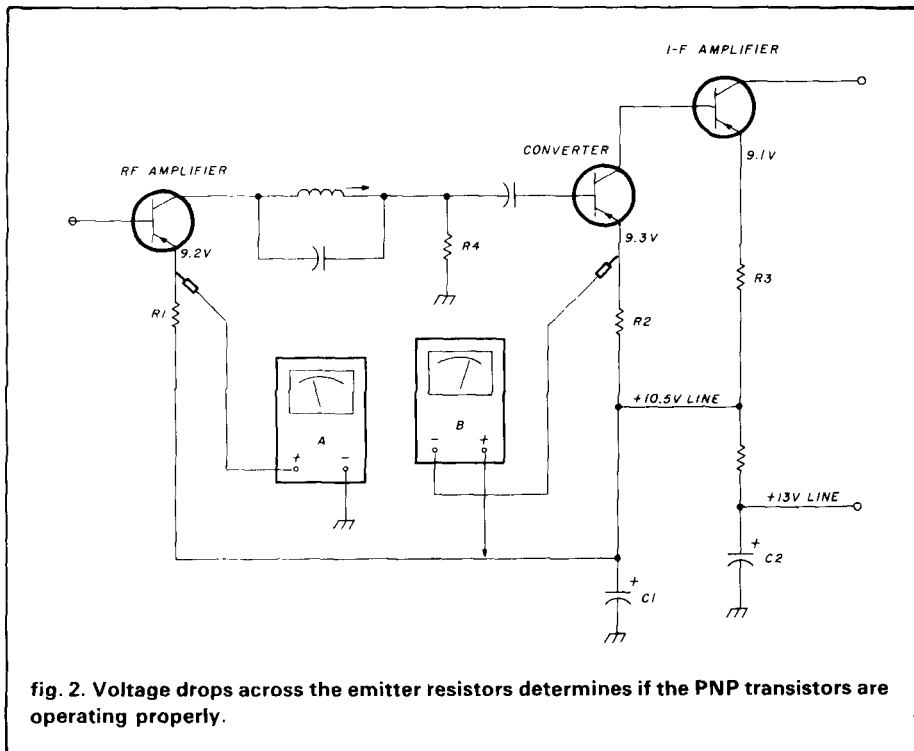 I-F AMPLIFIER
9.1V
CONVERTER
RF AMPLIFIER
9.2V
R4
9.3V
R3
R1
R2
A
+ -
B
- +
+10.5V LINE
+13V LINE
+
C1
+
C2
fig. 2. Voltage drops across the emitter resistors determines if the PNP transistors are
operating properly.